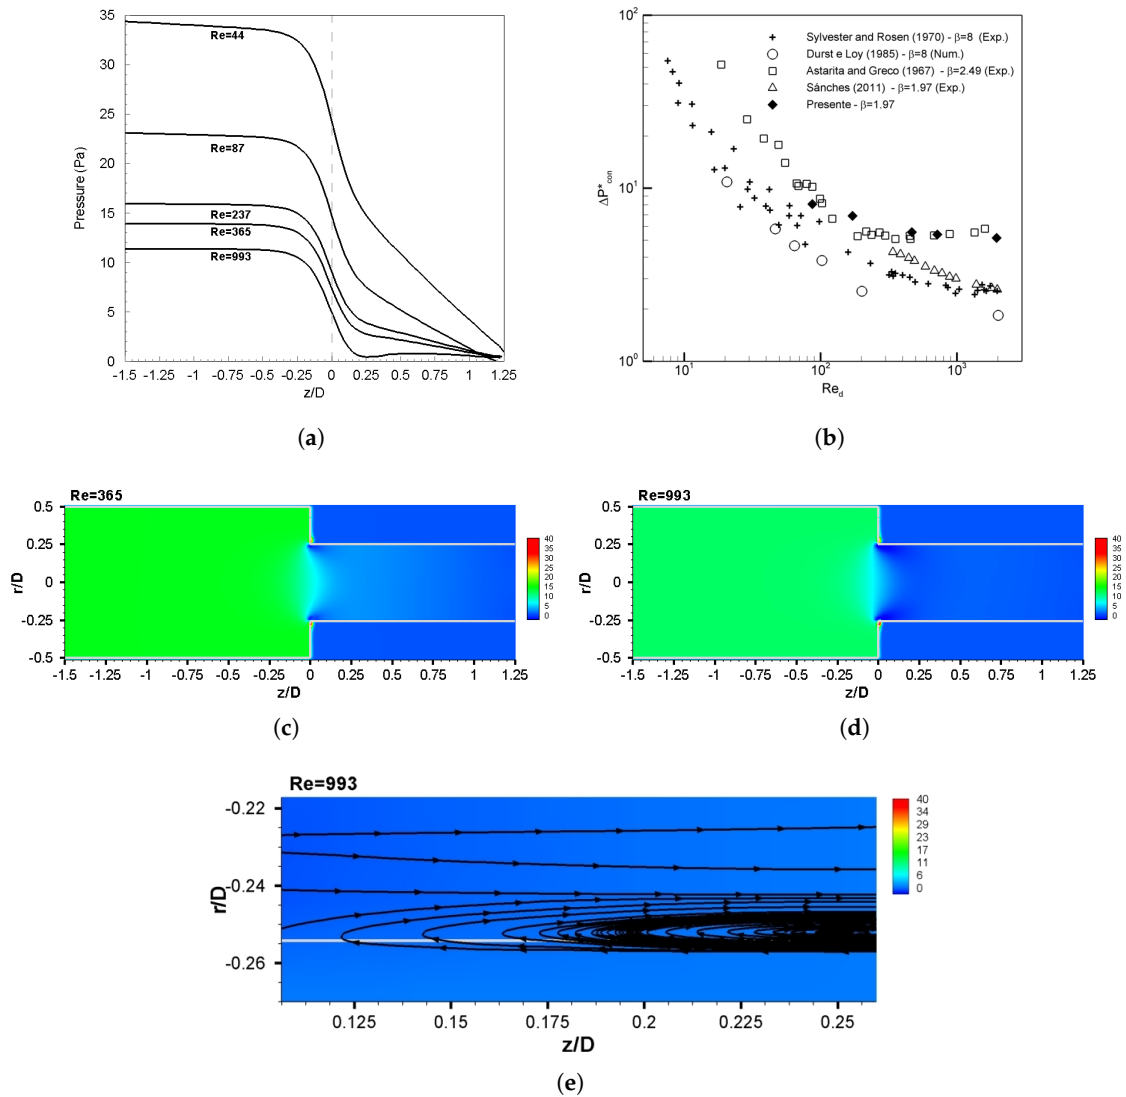 35
30
25
20
15
10
5
0
Pressure (Pa)
Re=44
Re=87
Re=237
Re=365
Re=993
-1.5 -1.25 -1 -0.75 -0.5 -0.25 0 0.25 0.5 0.75 1 1.25
z/D
(a)
10²
10¹
10⁰
ΔP*con
+ Sylvester and Rosen (1970) - β=8 (Exp.)
○ Durst e Loy (1985) - β=8 (Num.)
□ Astarita and Greco (1967) - β=2.49 (Exp.)
△ Sánches (2011) - β=1.97 (Exp.)
◆ Presente - β=1.97
10¹ 10² 10³
Red
(b)
Re=365
0.5
0.25
0
-0.25
-0.5
r/D
40
35
30
25
20
15
10
5
0
-1.5 -1.25 -1 -0.75 -0.5 -0.25 0 0.25 0.5 0.75 1 1.25
z/D
(c)
Re=993
0.5
0.25
0
-0.25
-0.5
r/D
40
35
30
25
20
15
10
5
0
-1.5 -1.25 -1 -0.75 -0.5 -0.25 0 0.25 0.5 0.75 1 1.25
z/D
(d)
Re=993
-0.22
-0.24
-0.26
r/D
40
34
29
23
17
11
6
0
0.125 0.15 0.175 0.2 0.225 0.25
z/D
(e)